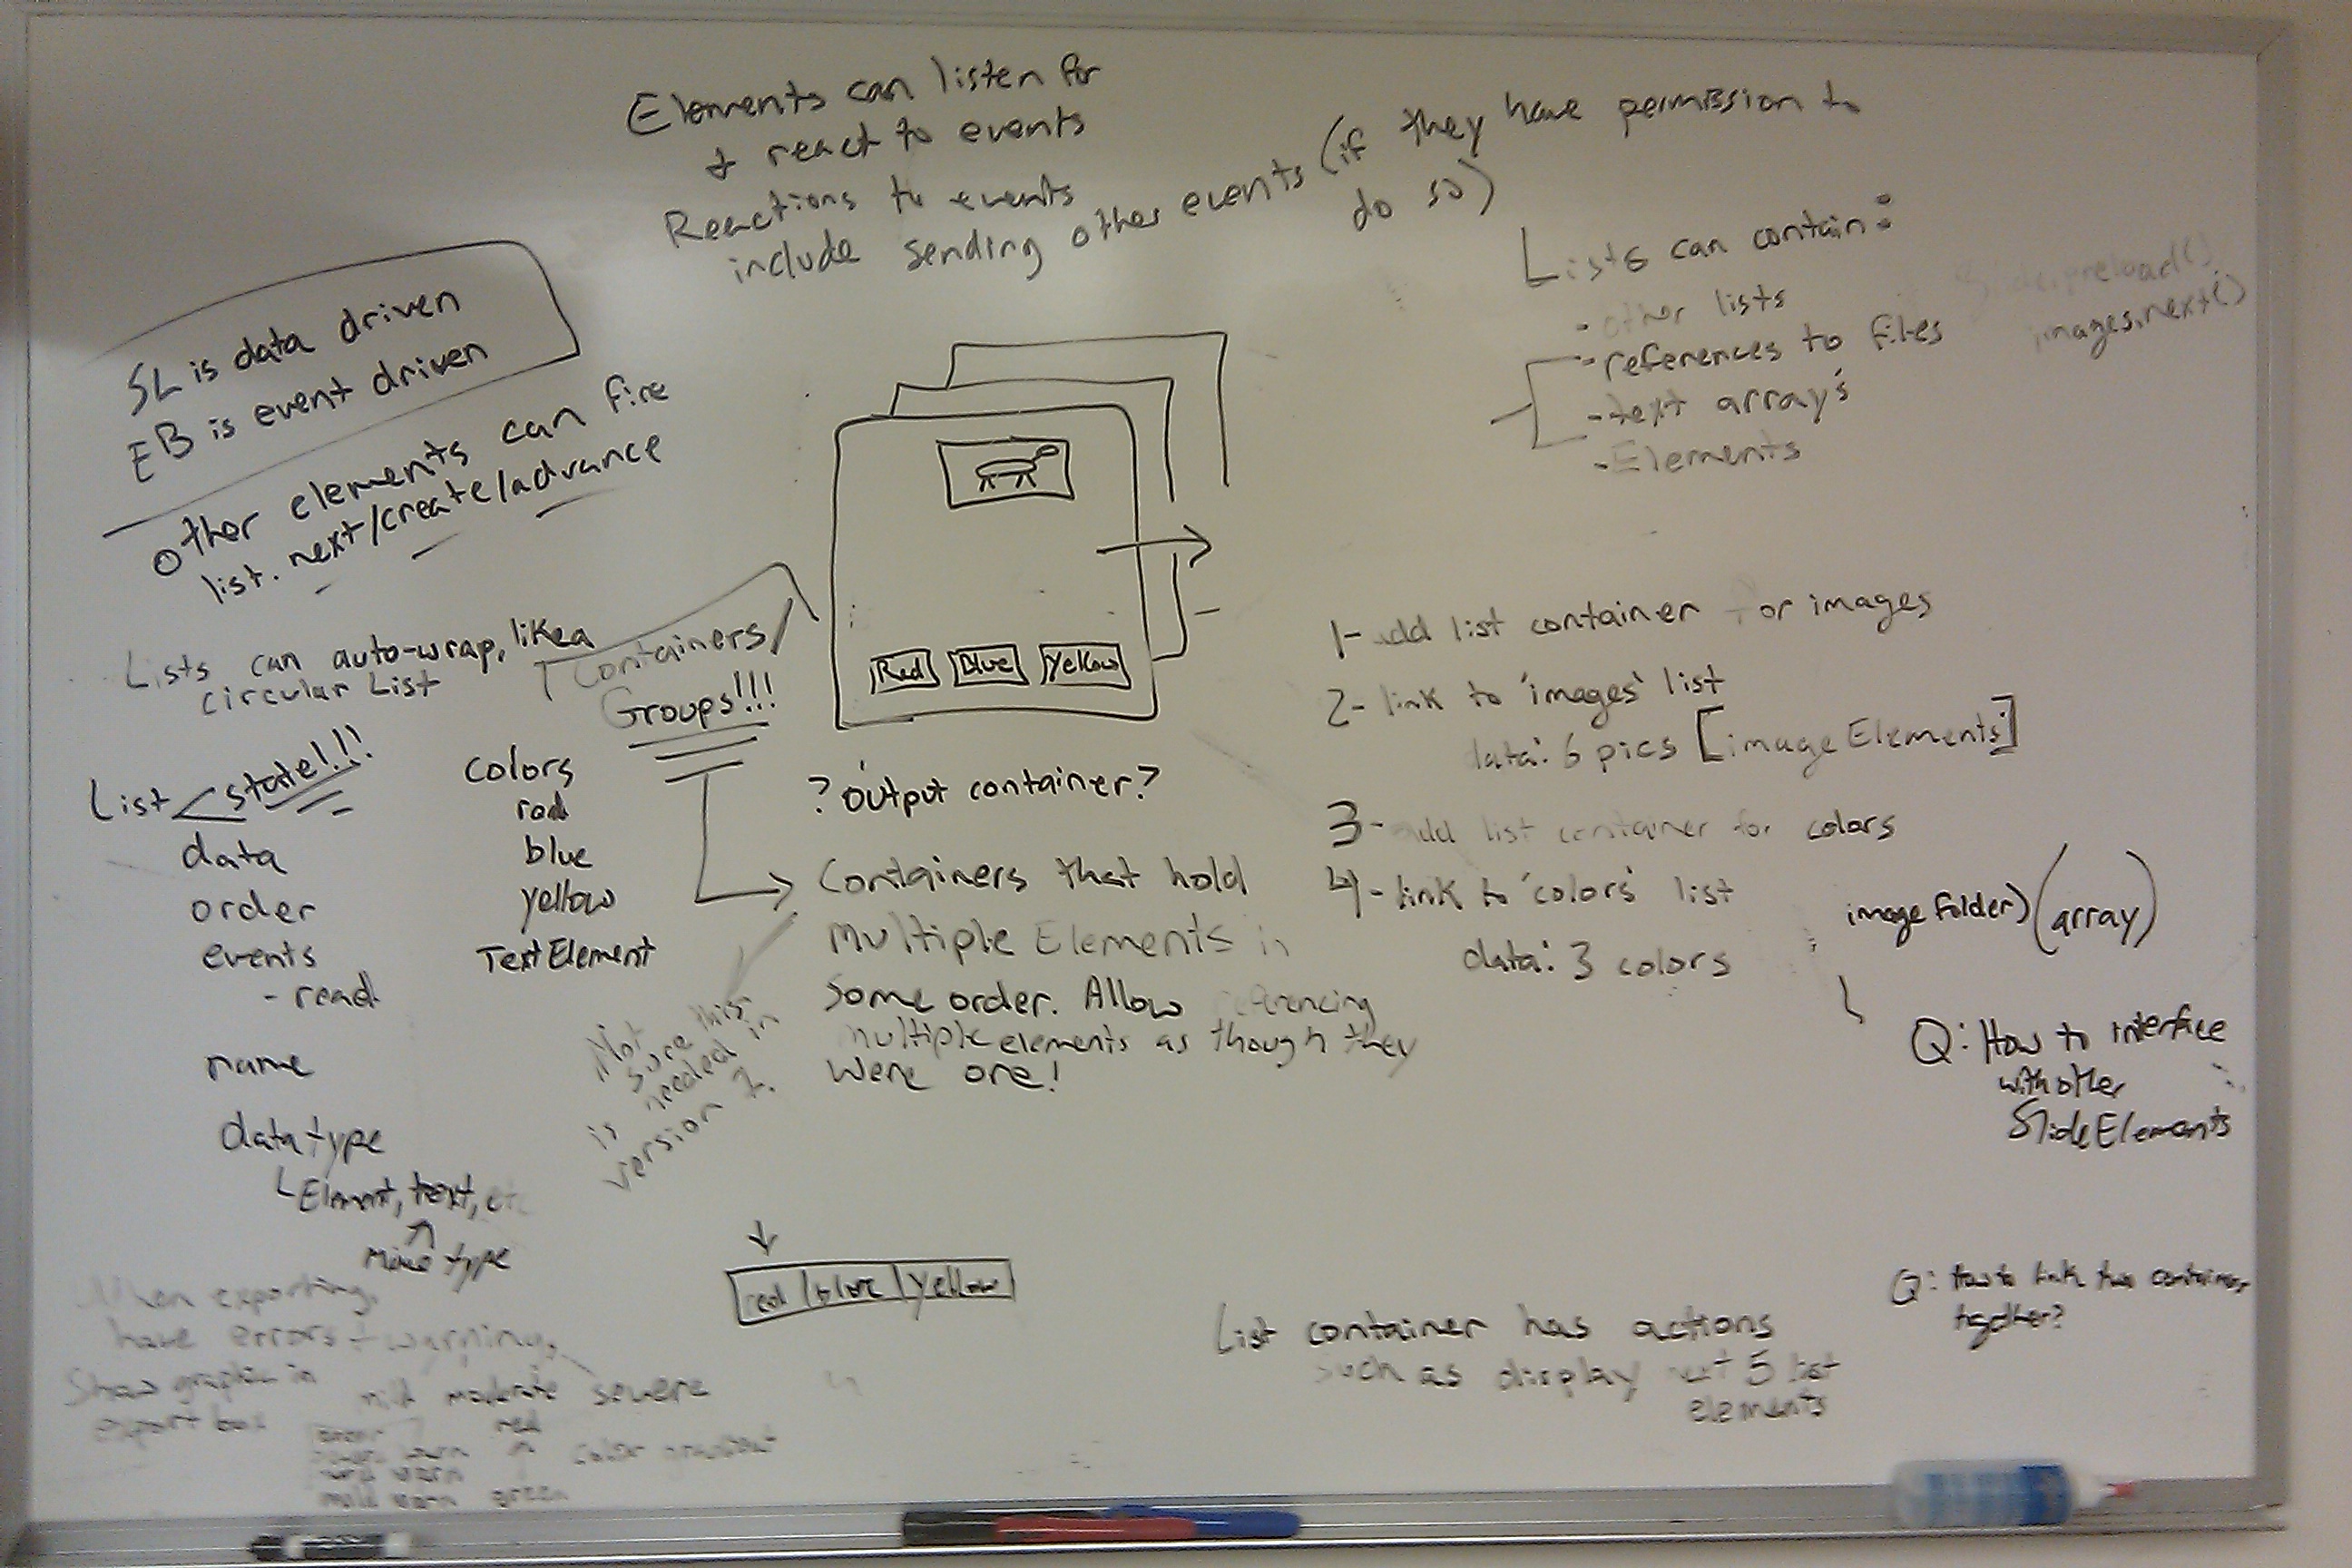 Elements can listen for
+ react to events
Reactions to events
include sending other events (if they have permission to
do so)
SL is data driven
EB is event driven
Other elements can fire
list.next/create/advance
Lists can auto-wrap, like a
circular List
Containers/
Groups!!!
List state!!!
data
order
events
- read
name
datatype
Element, text, etc
Mime type
Colors
red
blue
yellow
TextElement
Red Blue Yellow
?output container?
Containers that hold
Multiple Elements in
some order. Allow referencing
multiple elements as though they
were one!
Not
sure this
is needed in
version 1.
red blue yellow
When exporting,
have errors + warning,
Show graphic in
export box
mild moderate severe
error red
severe warn
warn
mild warn green
color gradient
Lists can contain:
- other lists
- references to files
- text array's
- Elements
Slide.preload()
images.next()
1- add list container for images
2- link to 'images' list
data: 6 pics [imageElements]
3- add list container for colors
4- link to 'colors' list
data: 3 colors
image folder) (array)
Q: How to interface
with other
SlideElements
Q: How to link two containers
together?
List container has actions
such as display next 5 list
elements